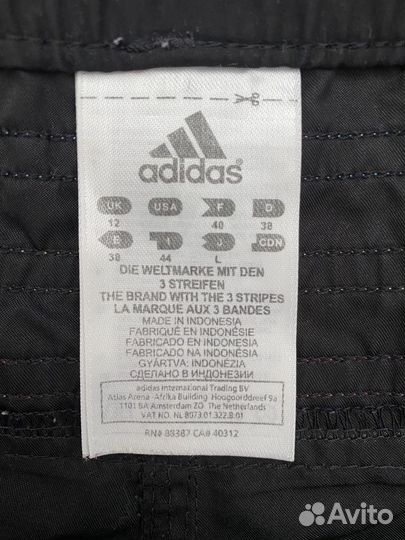 adidas
UK USA F D
12 40 38
E I J CDN
38 44 L
DIE WELTMARKE MIT DEN
3 STREIFEN
THE BRAND WITH THE 3 STRIPES
LA MARQUE AUX 3 BANDES
MADE IN INDONESIA
FABRIQUÉ EN INDONÉSIE
FABRICADO EN INDONESIA
FABRICADO NA INDONÉSIA
GYÁRTVA: INDONÉZIA
СДЕЛАНО В ИНДОНЕЗИИ
adidas International Trading BV
Atlas Arena -Afrika Building Hoogoorddreef 9a
1101 BA Amsterdam ZO The Netherlands
VAT NO. NL 8073.01.322.B.01
RN# 88387 CA# 40312
Avito